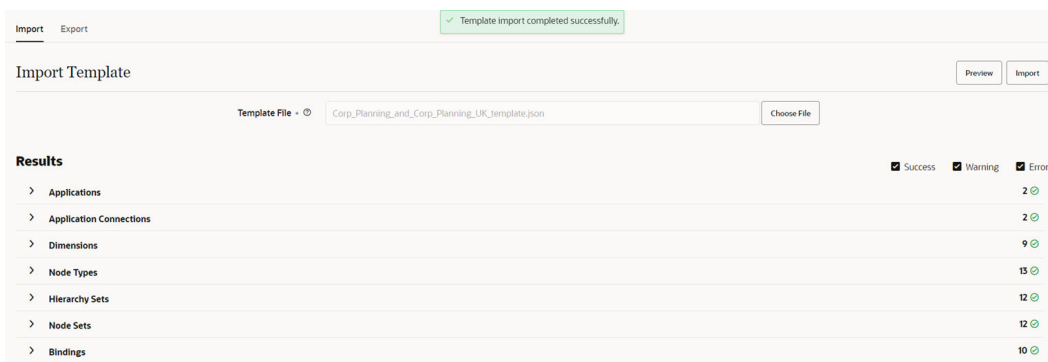 Template import completed successfully.
Import Export
Import Template
Preview Import
Template File Corp_Planning_and_Corp_Planning_UK_template.json Choose File
Results
Success Warning Error
Applications 2
Application Connections 2
Dimensions 9
Node Types 13
Hierarchy Sets 12
Node Sets 12
Bindings 10